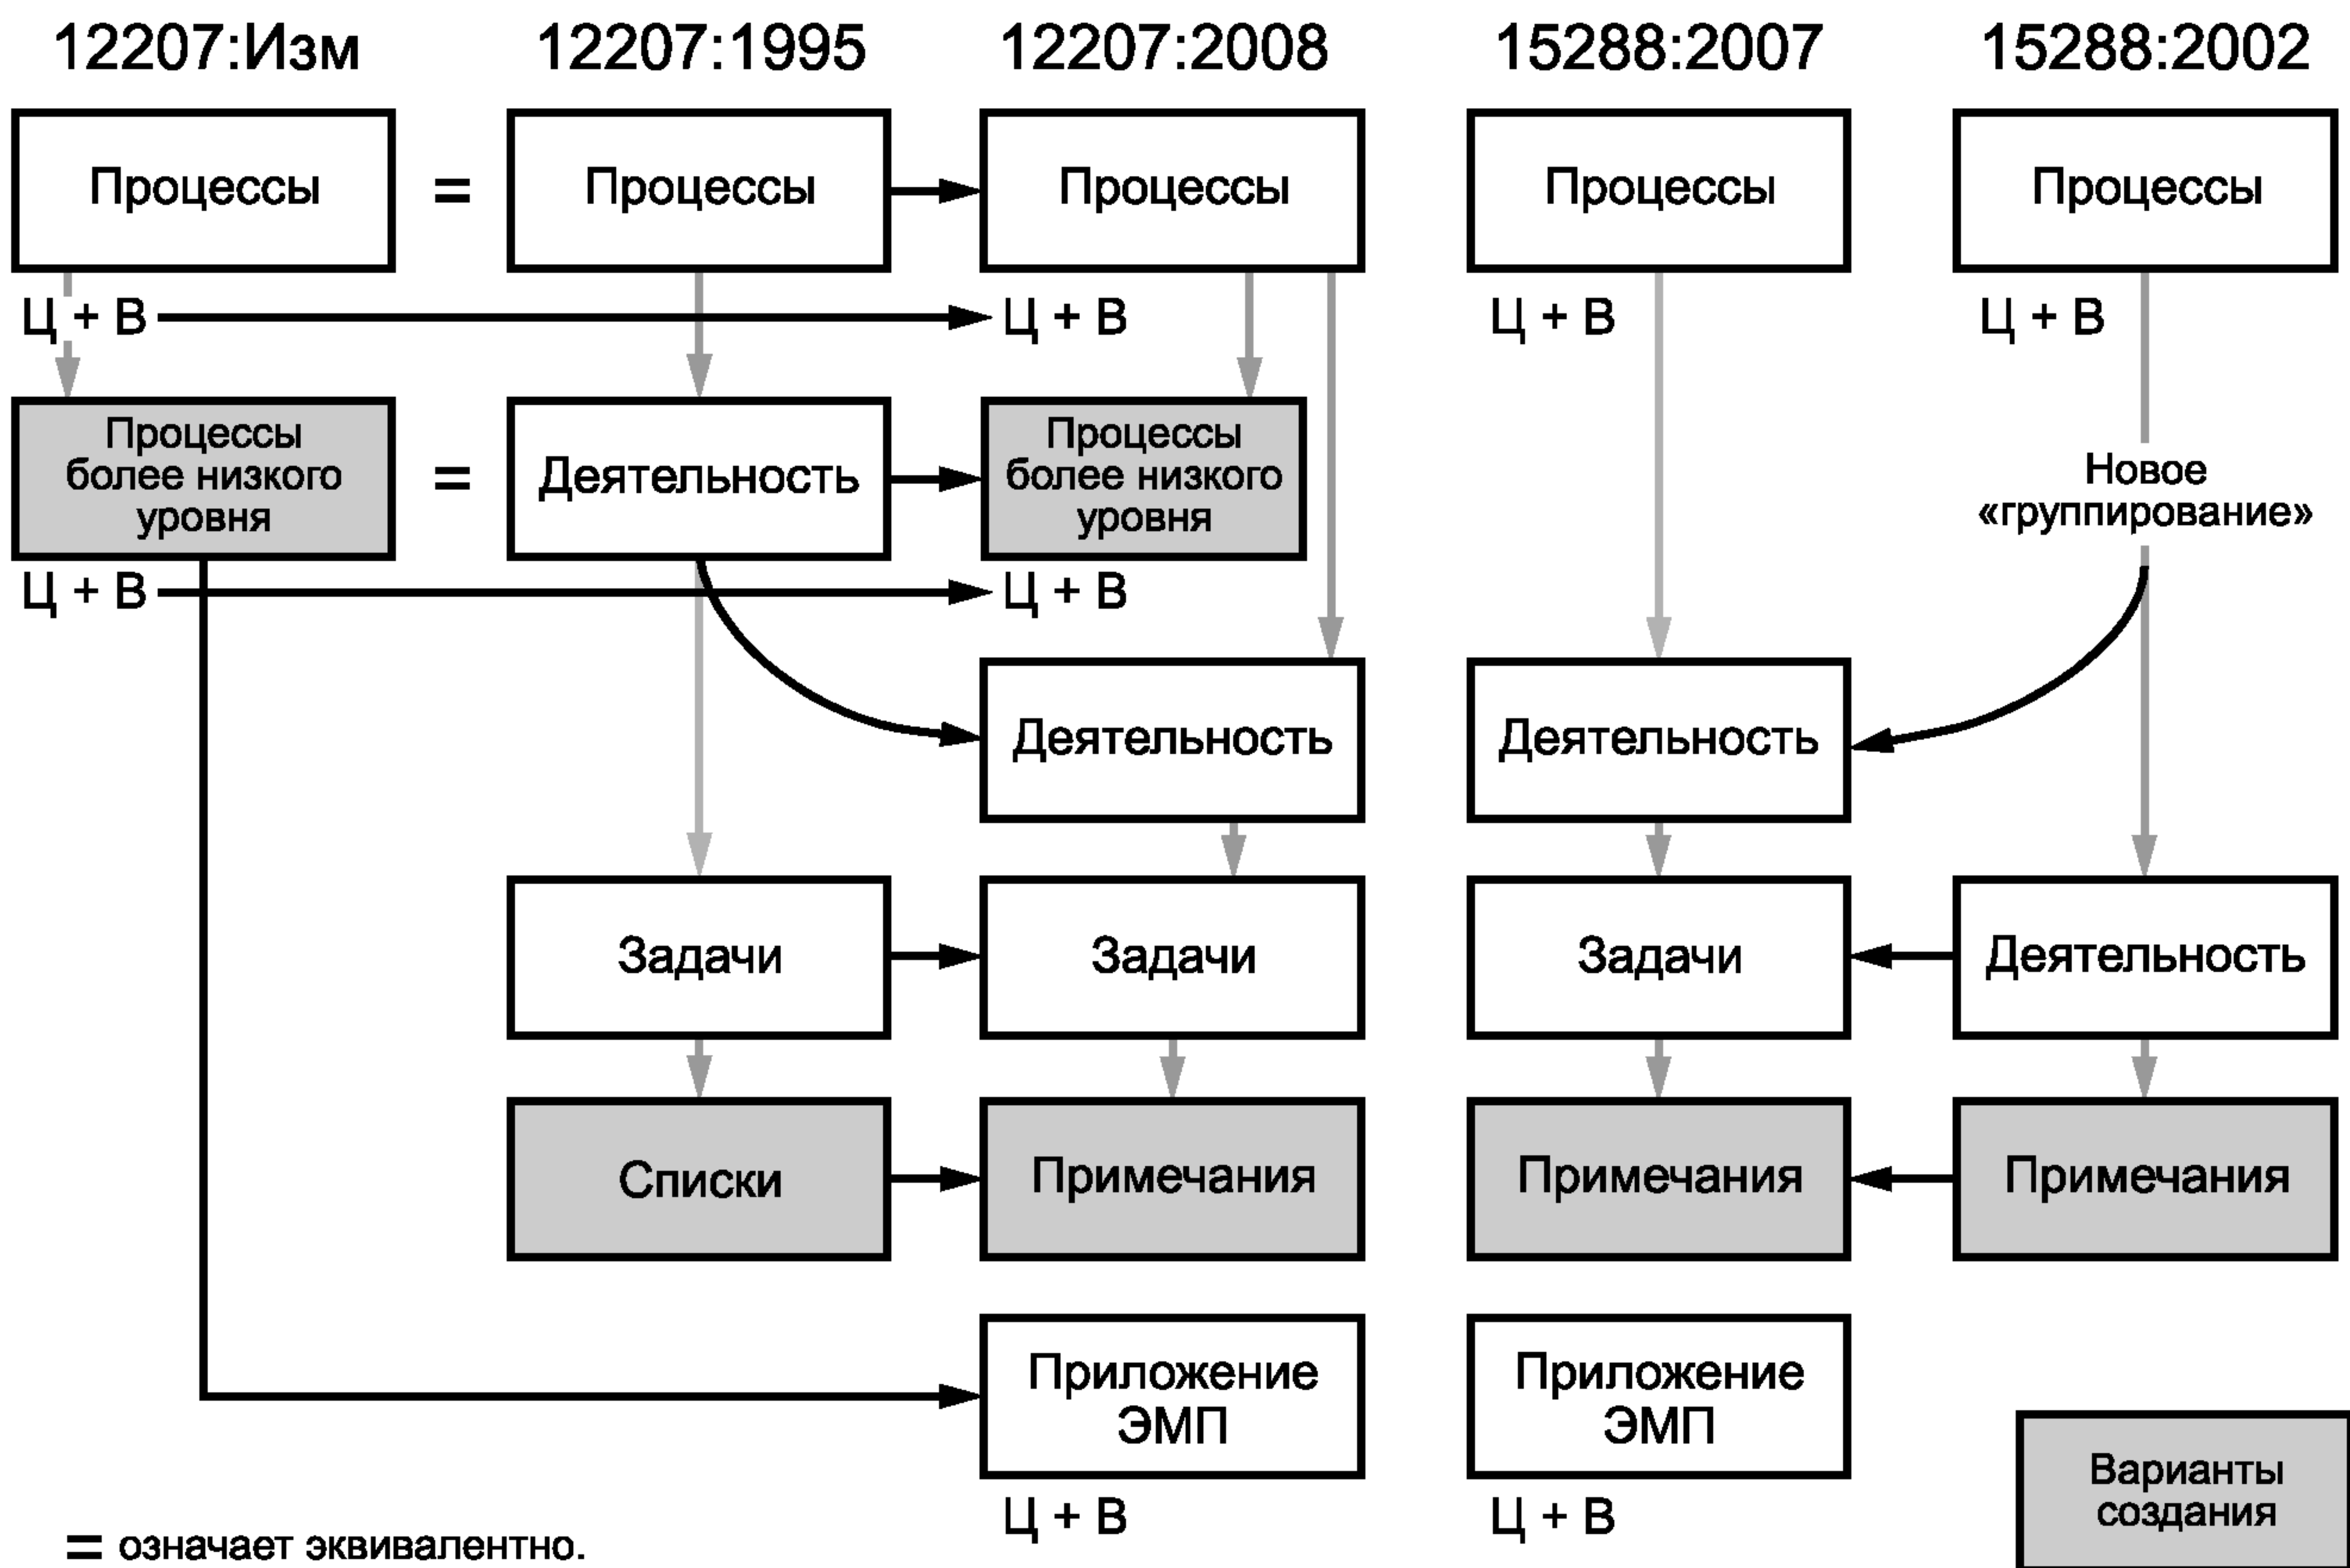 12207:Изм 12207:1995 12207:2008 15288:2007 15288:2002
Процессы = Процессы Процессы Процессы Процессы
Ц + В Ц + В Ц + В Ц + В
Процессы
более низкого
уровня
=
Деятельность
Процессы
более низкого
уровня
Новое
«группирование»
Ц + В Ц + В
Деятельность Деятельность
Задачи Задачи Задачи Деятельность
Списки Примечания Примечания Примечания
Приложение
ЭМП
Приложение
ЭМП
Ц + В Ц + В
Варианты
создания
= означает эквивалентно.